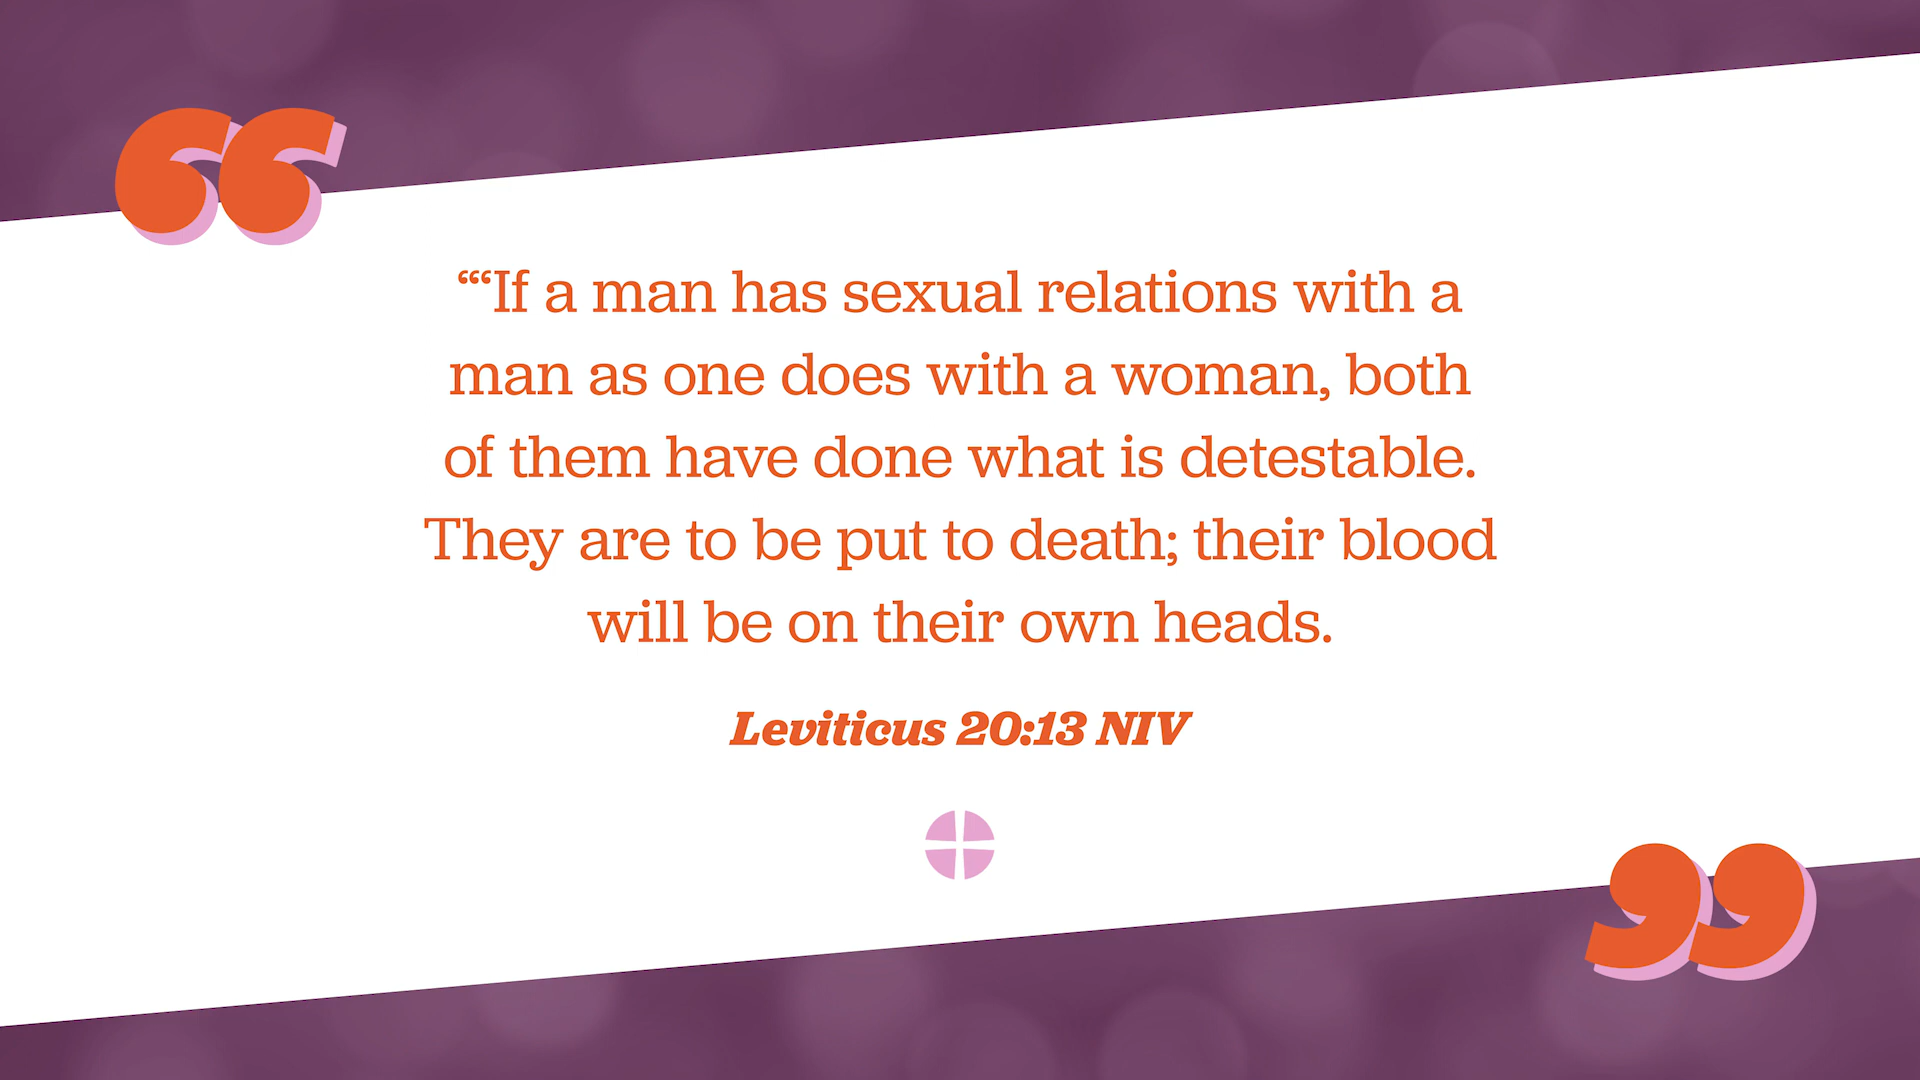 “‘If a man has sexual relations with a
man as one does with a woman, both
of them have done what is detestable.
They are to be put to death; their blood
will be on their own heads.
Leviticus 20:13 NIV